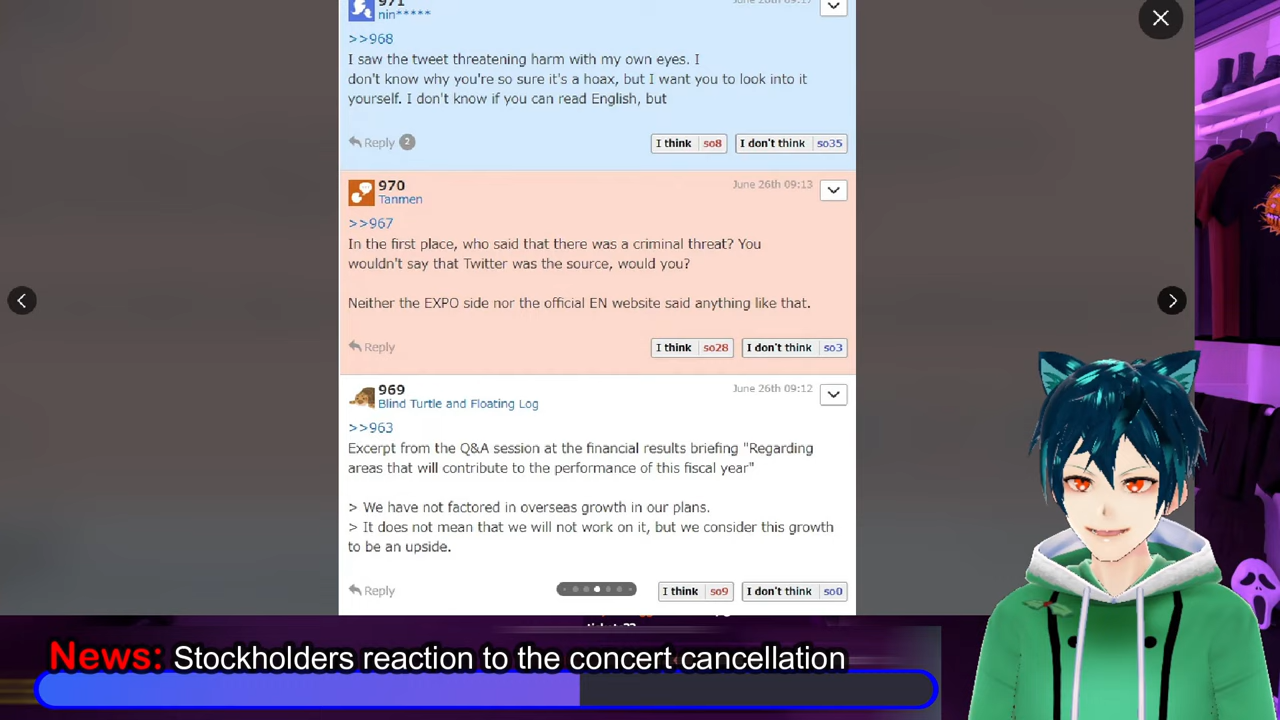 971
June 26th 09:17
nin*****
>>968
I saw the tweet threatening harm with my own eyes. I
don't know why you're so sure it's a hoax, but I want you to look into it
yourself. I don't know if you can read English, but
Reply 2
I think so8 I don't think so35
970
June 26th 09:13
Tanmen
>>967
In the first place, who said that there was a criminal threat? You
wouldn't say that Twitter was the source, would you?
Neither the EXPO side nor the official EN website said anything like that.
Reply
I think so28 I don't think so3
969
June 26th 09:12
Blind Turtle and Floating Log
>>963
Excerpt from the Q&A session at the financial results briefing "Regarding
areas that will contribute to the performance of this fiscal year"
> We have not factored in overseas growth in our plans.
> It does not mean that we will not work on it, but we consider this growth
to be an upside.
Reply
I think so9 I don't think so0
News: Stockholders reaction to the concert cancellation